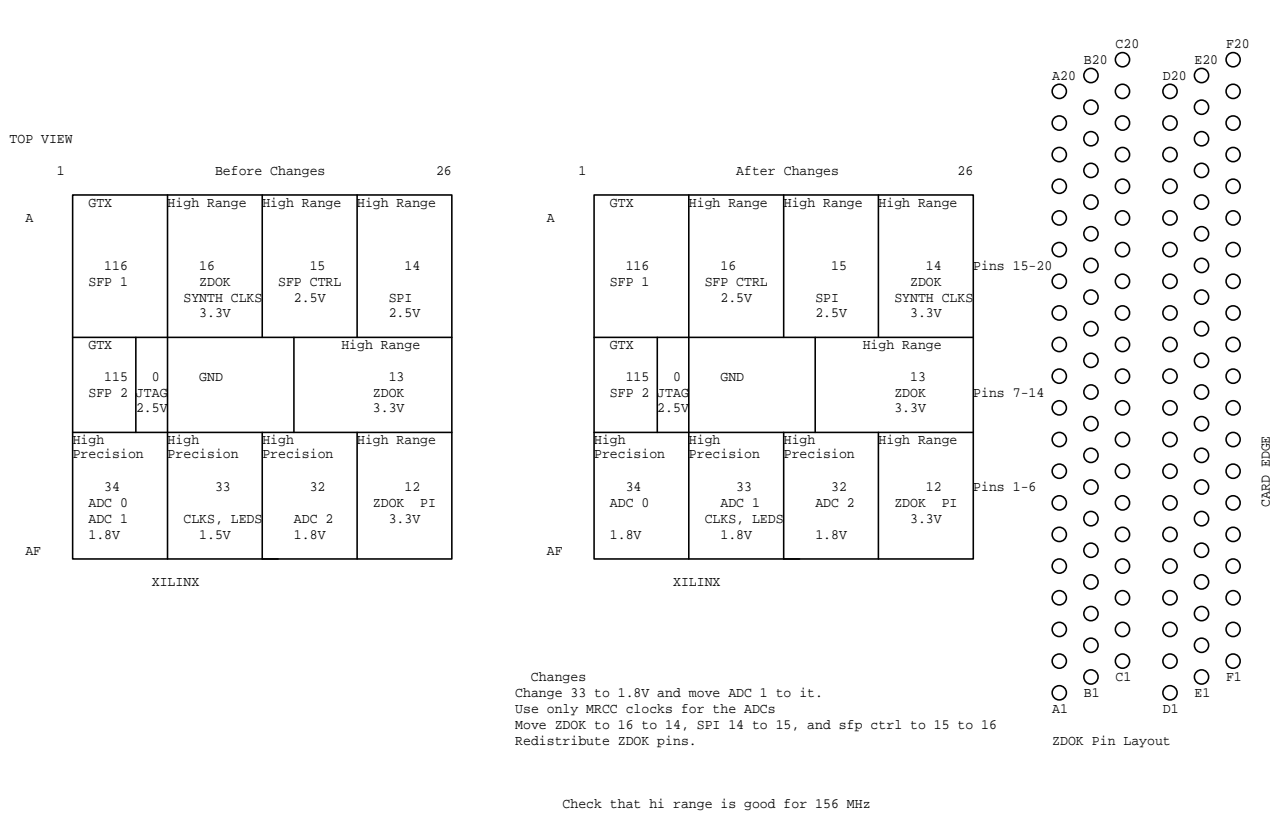 TOP VIEW
1 Before Changes 26
A
GTX
116
SFP 1
High Range
16
ZDOK
SYNTH CLKS
3.3V
High Range
15
SFP CTRL
2.5V
High Range
14
SPI
2.5V
GTX
115
SFP 2
0
JTAG
2.5V
GND
High Range
13
ZDOK
3.3V
High
Precision
34
ADC 0
ADC 1
1.8V
High
Precision
33
CLKS, LEDS
1.5V
High
Precision
32
ADC 2
1.8V
High Range
12
ZDOK PI
3.3V
AF
XILINX
1 After Changes 26
A
GTX
116
SFP 1
High Range
16
SFP CTRL
2.5V
High Range
15
SPI
2.5V
High Range
14
ZDOK
SYNTH CLKS
3.3V
Pins 15-20
GTX
115
SFP 2
0
JTAG
2.5V
GND
High Range
13
ZDOK
3.3V
Pins 7-14
High
Precision
34
ADC 0
1.8V
High
Precision
33
ADC 1
CLKS, LEDS
1.8V
High
Precision
32
ADC 2
1.8V
High Range
12
ZDOK PI
3.3V
Pins 1-6
AF
XILINX
A20
B20
C20
D20
E20
F20
A1
B1
C1
D1
E1
F1
ZDOK Pin Layout
CARD EDGE
Changes
Change 33 to 1.8V and move ADC 1 to it.
Use only MRCC clocks for the ADCs
Move ZDOK to 16 to 14, SPI 14 to 15, and sfp ctrl to 15 to 16
Redistribute ZDOK pins.
Check that hi range is good for 156 MHz